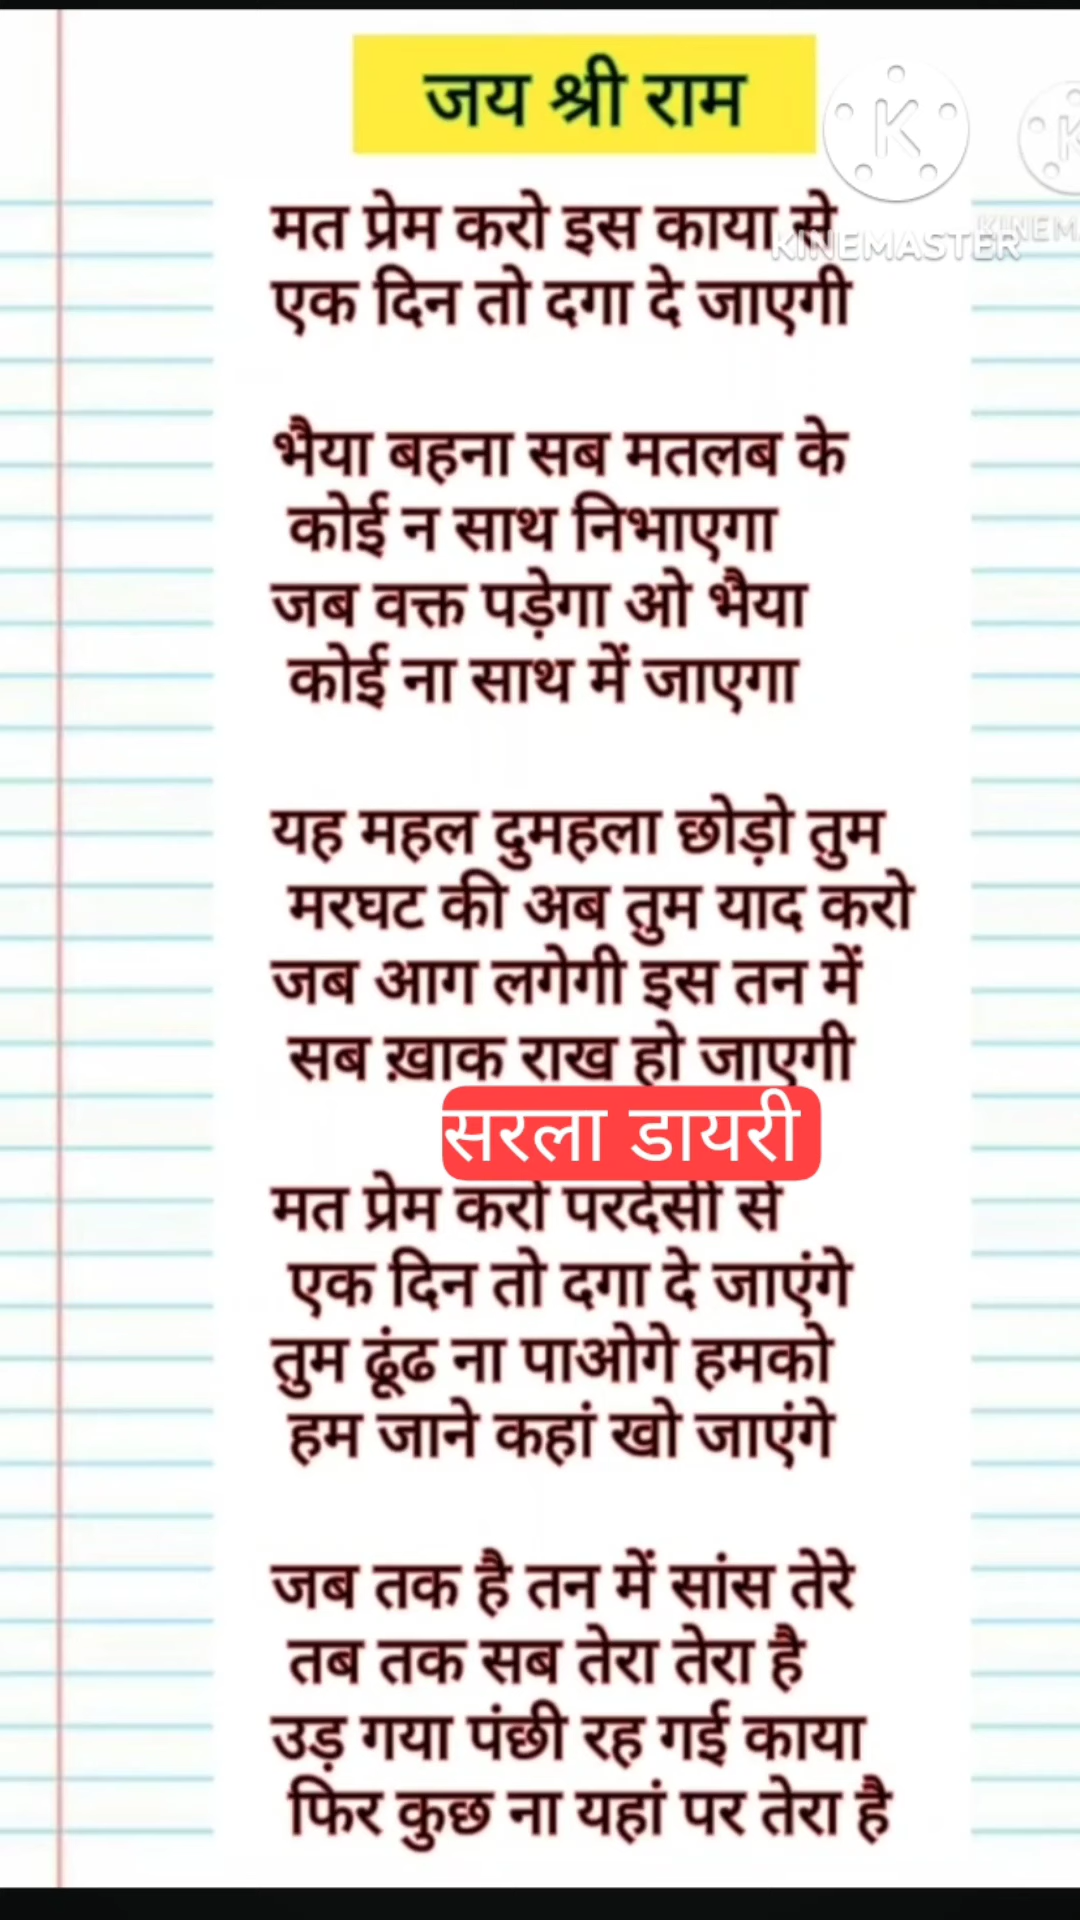 जय श्री राम
KINEMASTER
KINEM
मत प्रेम करो इस काया से
एक दिन तो दगा दे जाएगी
भैया बहना सब मतलब के
कोई न साथ निभाएगा
जब वक्त पड़ेगा ओ भैया
कोई ना साथ में जाएगा
यह महल दुमहला छोड़ो तुम
मरघट की अब तुम याद करो
जब आग लगेगी इस तन में
सब ख़ाक राख हो जाएगी
सरला डायरी
मत प्रेम करो परदेसी से
एक दिन तो दगा दे जाएंगे
तुम ढूंढ ना पाओगे हमको
हम जाने कहां खो जाएंगे
जब तक है तन में सांस तेरे
तब तक सब तेरा तेरा है
उड़ गया पंछी रह गई काया
फिर कुछ ना यहां पर तेरा है